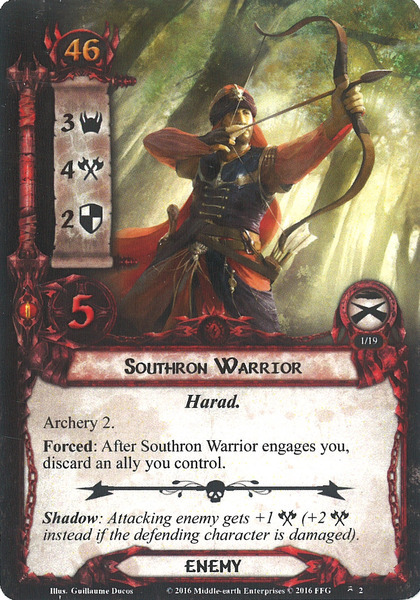 46
3
4
2
5
1/19
Southron Warrior
Harad.
Archery 2.
Forced: After Southron Warrior engages you,
discard an ally you control.
Shadow: Attacking enemy gets +1 (+2
instead if the defending character is damaged).
ENEMY
Illus. Guillaume Ducos © 2016 Middle-earth Enterprises © 2016 FFG 2